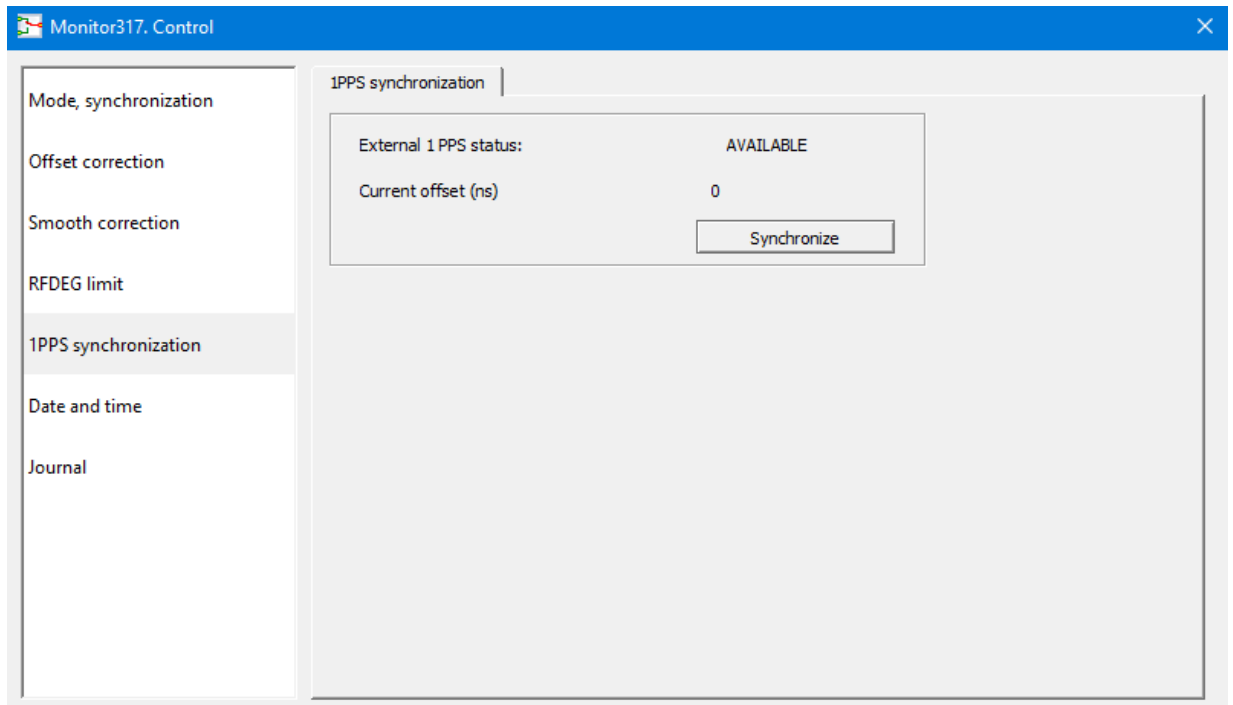 Monitor317. Control
Mode, synchronization
Offset correction
Smooth correction
RFDEG limit
1PPS synchronization
Date and time
Journal
1PPS synchronization
External 1 PPS status: AVAILABLE
Current offset (ns) 0
Synchronize